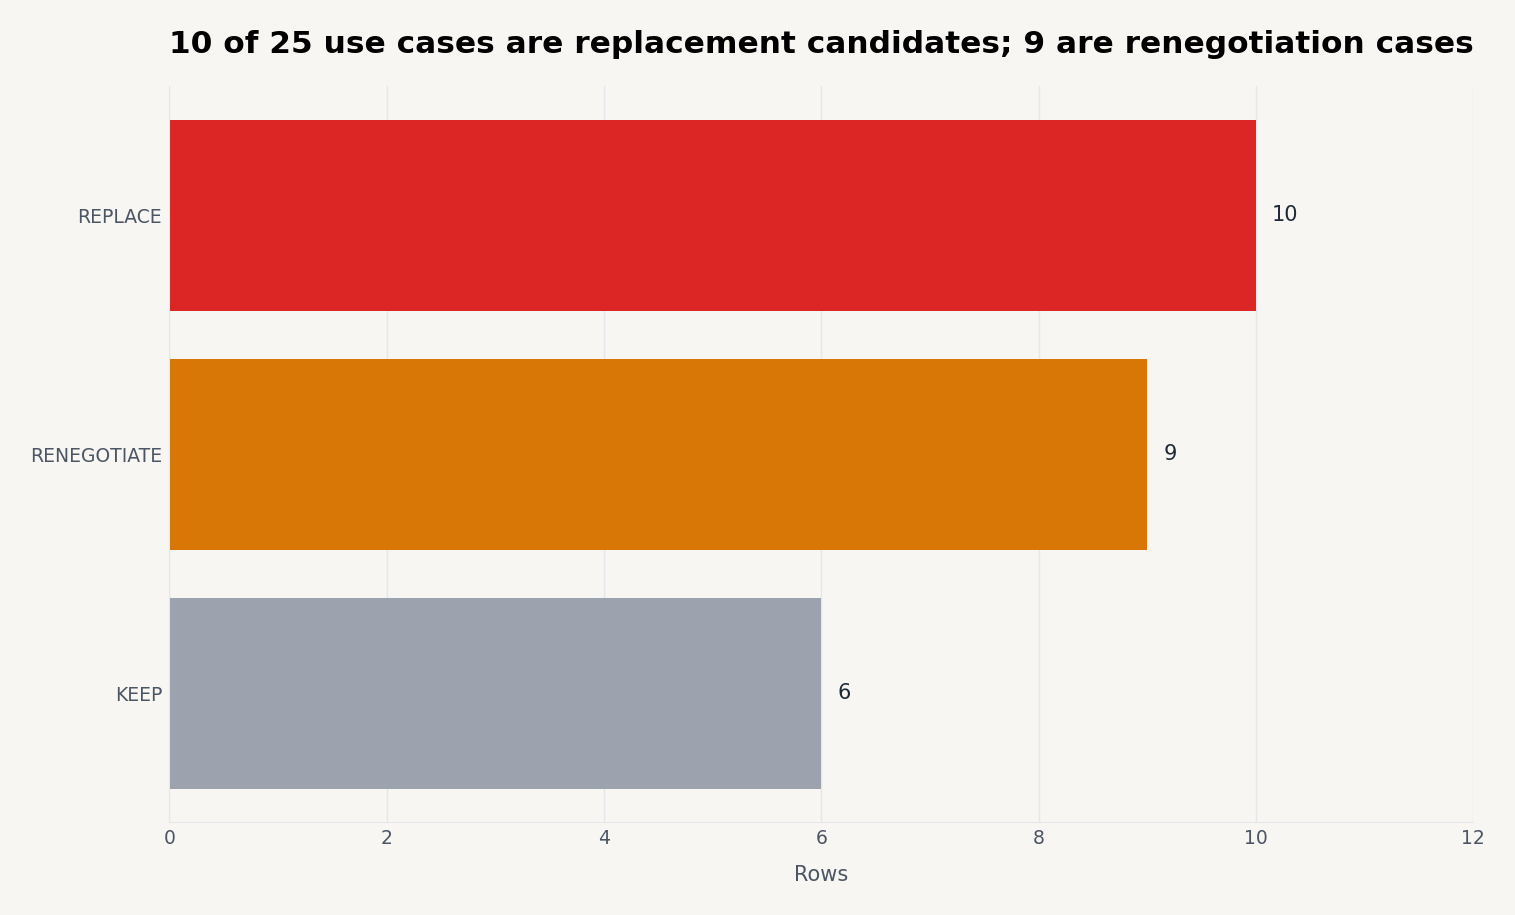 10 of 25 use cases are replacement candidates; 9 are renegotiation cases
REPLACE
10
RENEGOTIATE
9
KEEP
6
0 2 4 6 8 10 12
Rows